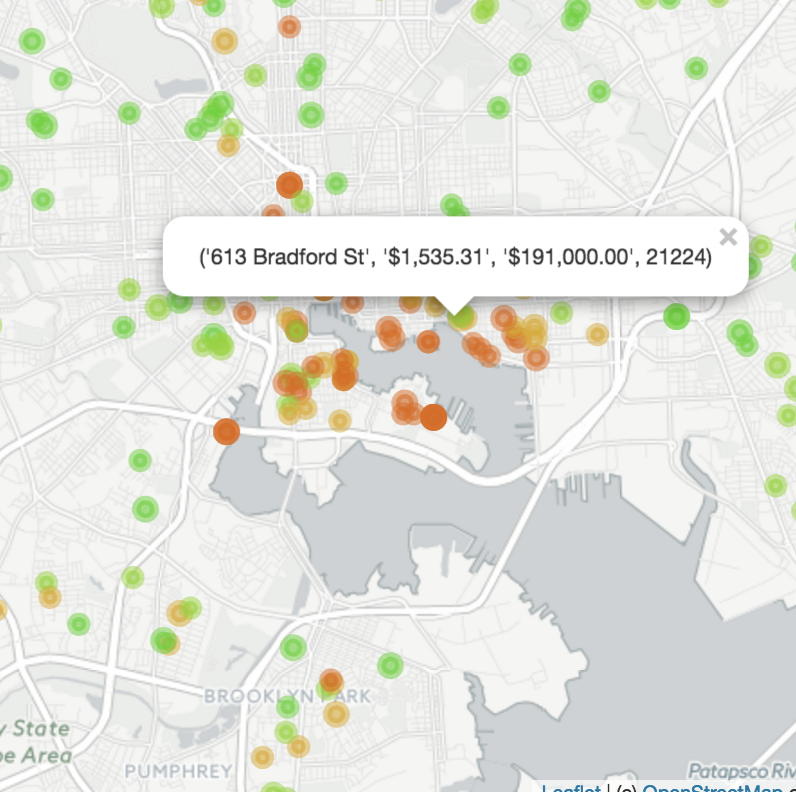 ×
('613 Bradford St', '$1,535.31', '$191,000.00', 21224)
BROOKLYN PARK
y State
pe Area
PUMPHREY
Patapsco Riv
Leaflet | (c) OpenStreetMap c